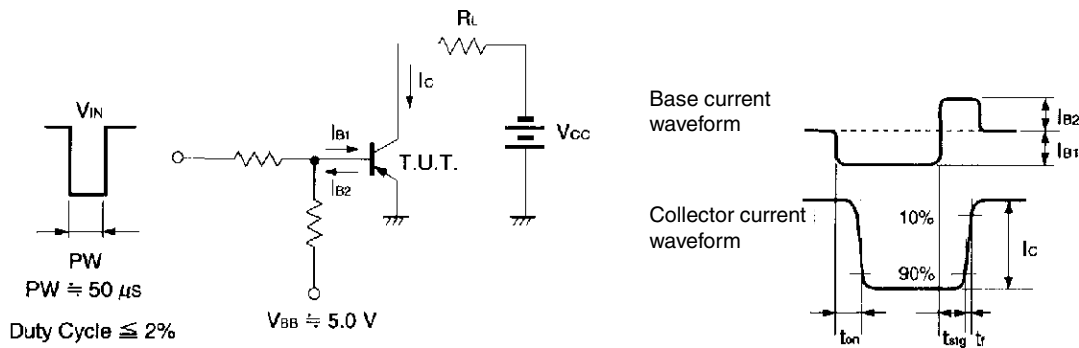 VIN
PW
PW ≒ 50 μs
Duty Cycle ≦ 2%
IB1
IB2
VBB ≒ 5.0 V
IC
T.U.T.
RL
VCC
Base current
waveform
IB2
IB1
Collector current
waveform
10%
90%
IC
ton
tstg
tf